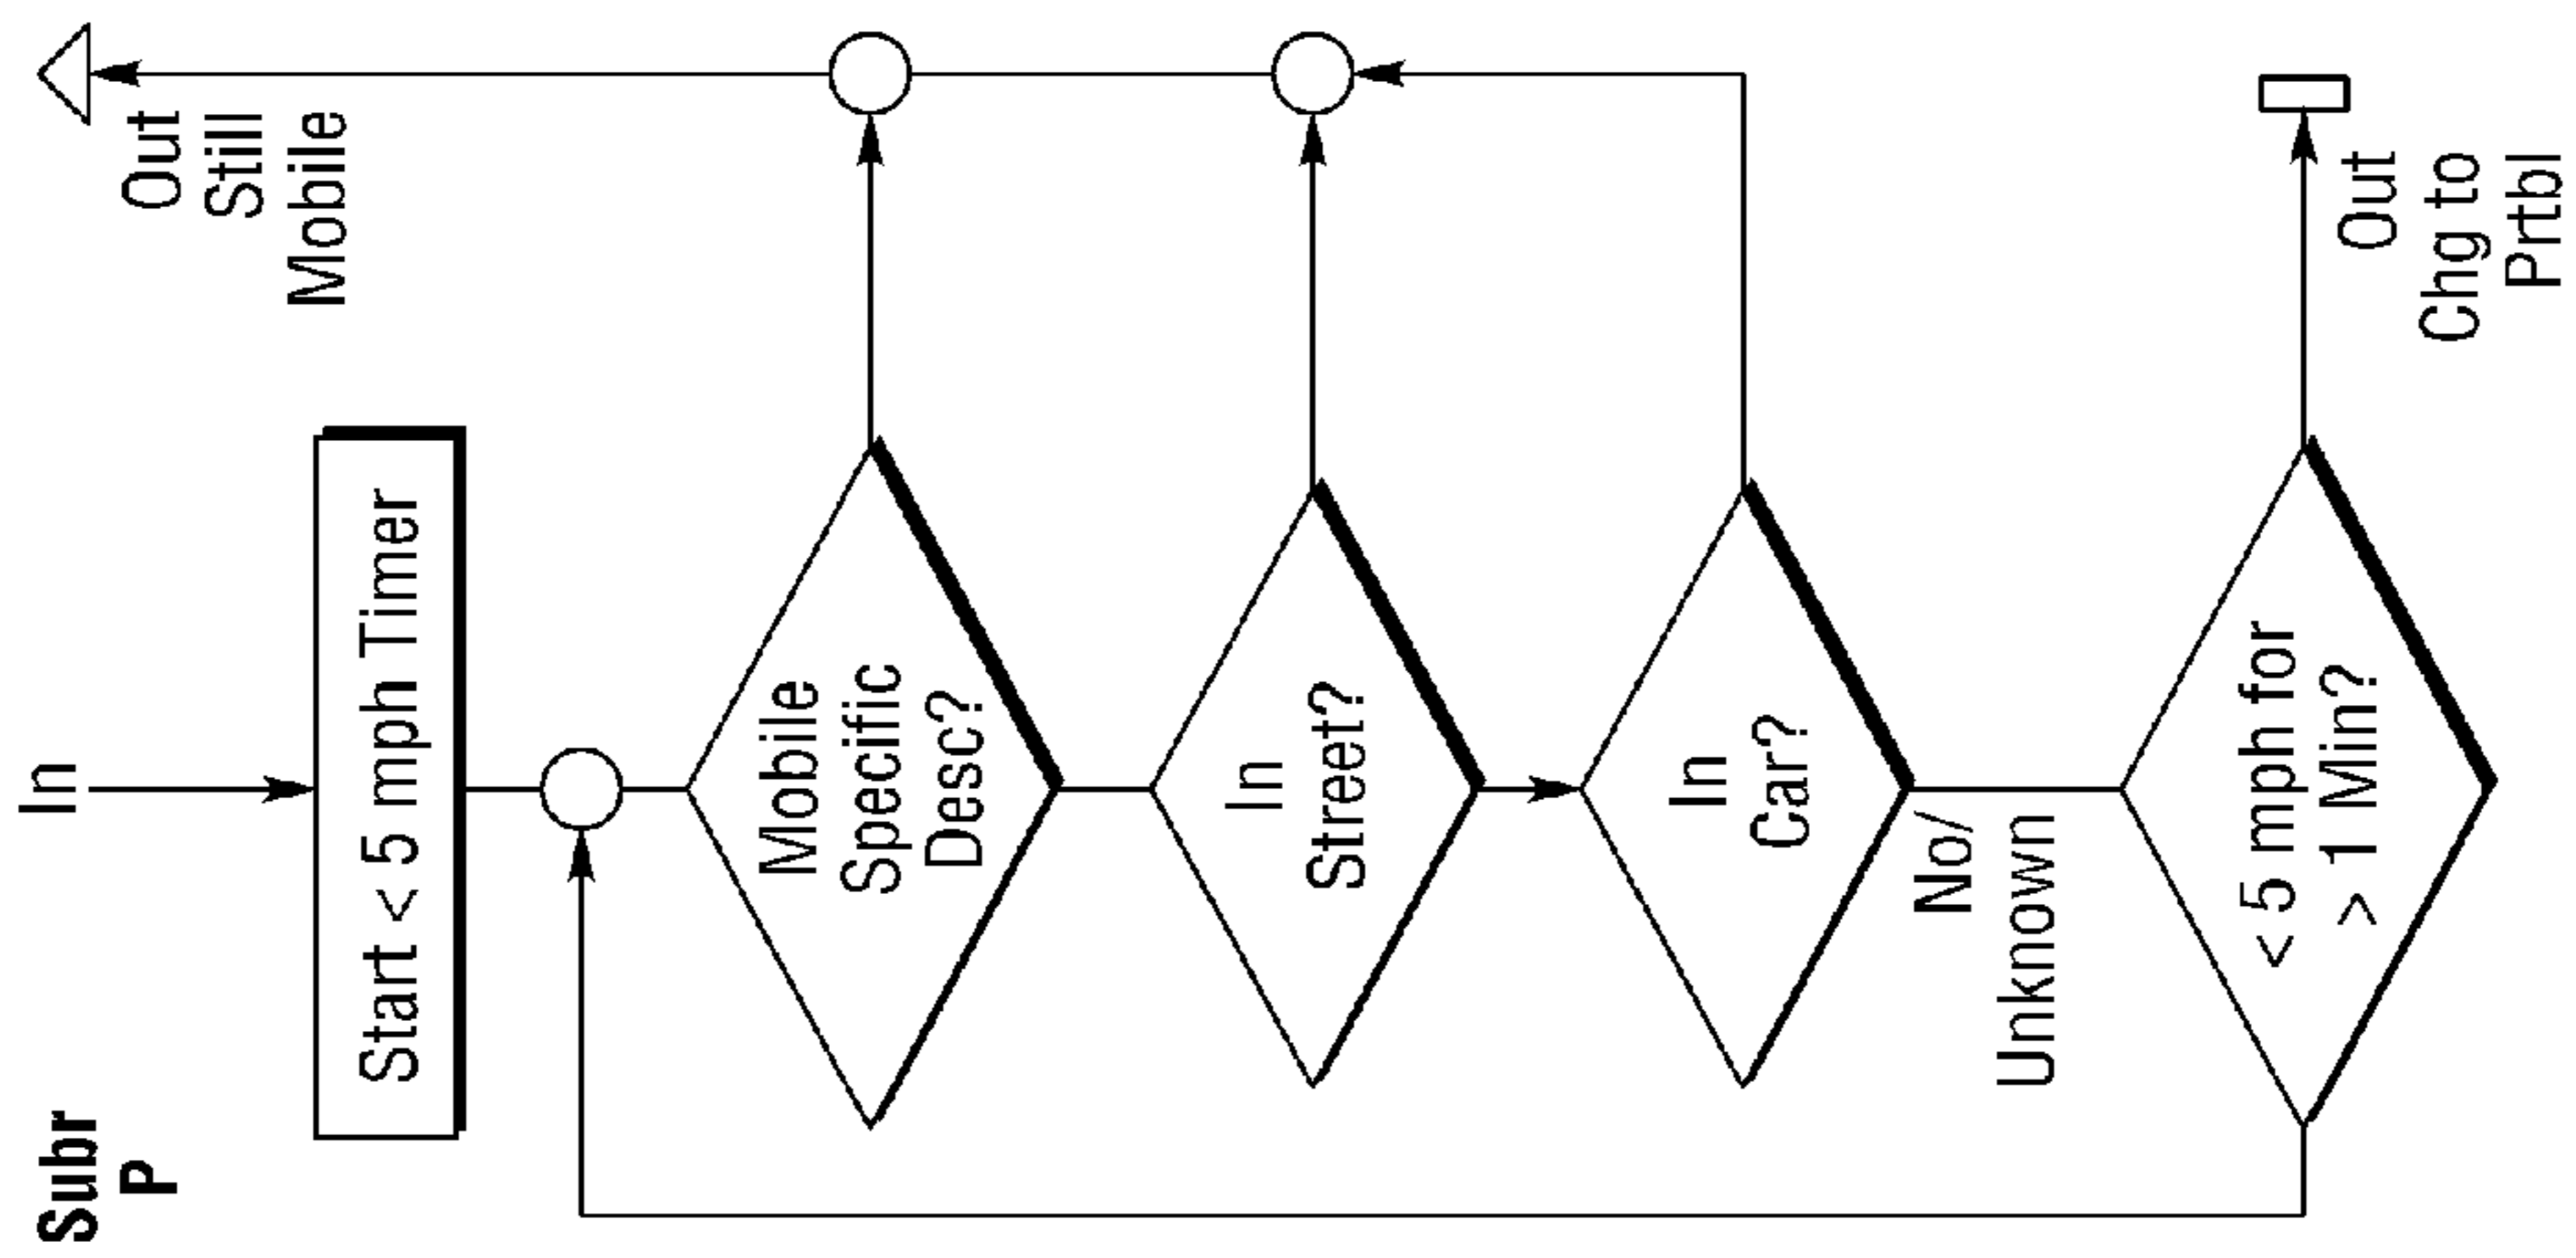 Subr
P
In
Start < 5 mph Timer
Out
Still
Mobile
Mobile
Specific
Desc?
In
Street?
In
Car?
No/
Unknown
< 5 mph for
> 1 Min?
Out
Chg to
Prtbl